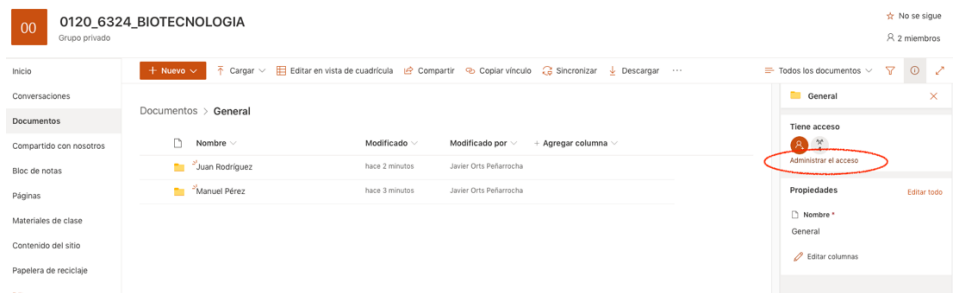 00
0120_6324_BIOTECNOLOGIA
Grupo privado
No se sigue
2 miembros
Inicio
Conversaciones
Documentos
Compartido con nosotros
Bloc de notas
Páginas
Materiales de clase
Contenido del sitio
Papelera de reciclaje
+ Nuevo
Cargar
Editar en vista de cuadrícula
Compartir
Copiar vínculo
Sincronizar
Descargar
...
Todos los documentos
Documentos > General
Nombre Modificado Modificado por + Agregar columna
Juan Rodríguez hace 2 minutos Javier Orts Peñarrocha
Manuel Pérez hace 3 minutos Javier Orts Peñarrocha
General
Tiene acceso
Administrar el acceso
Propiedades Editar todo
Nombre *
General
Editar columnas